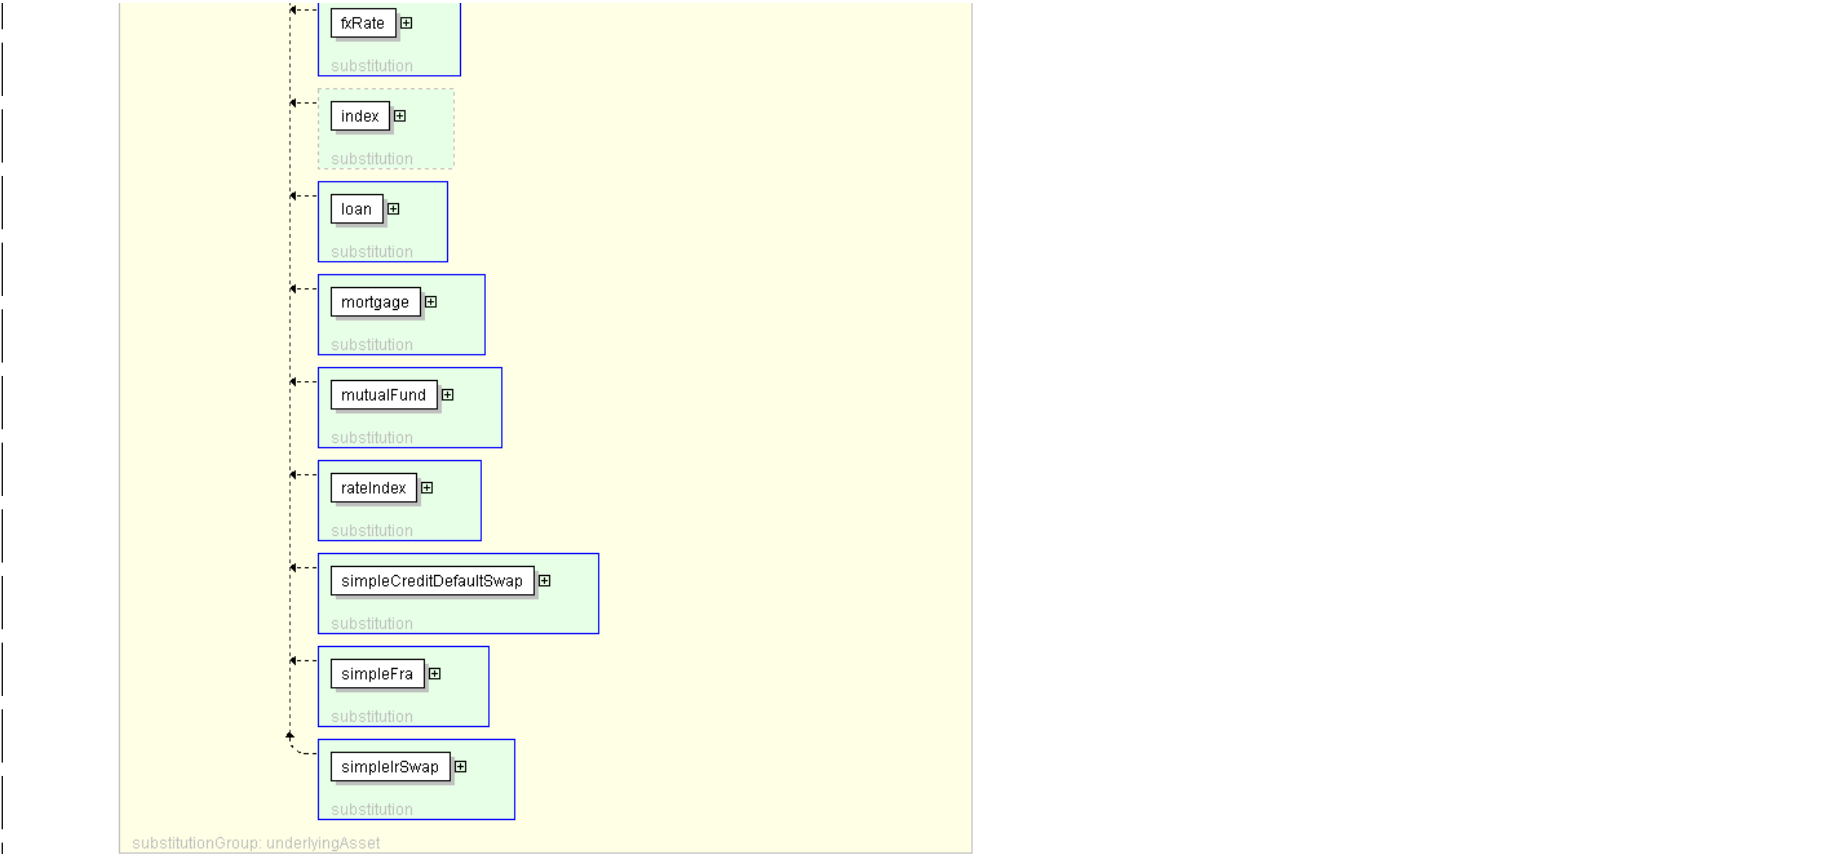 fxRate
substitution
index
substitution
loan
substitution
mortgage
substitution
mutualFund
substitution
rateIndex
substitution
simpleCreditDefaultSwap
substitution
simpleFra
substitution
simpleIrSwap
substitution
substitutionGroup: underlyingAsset